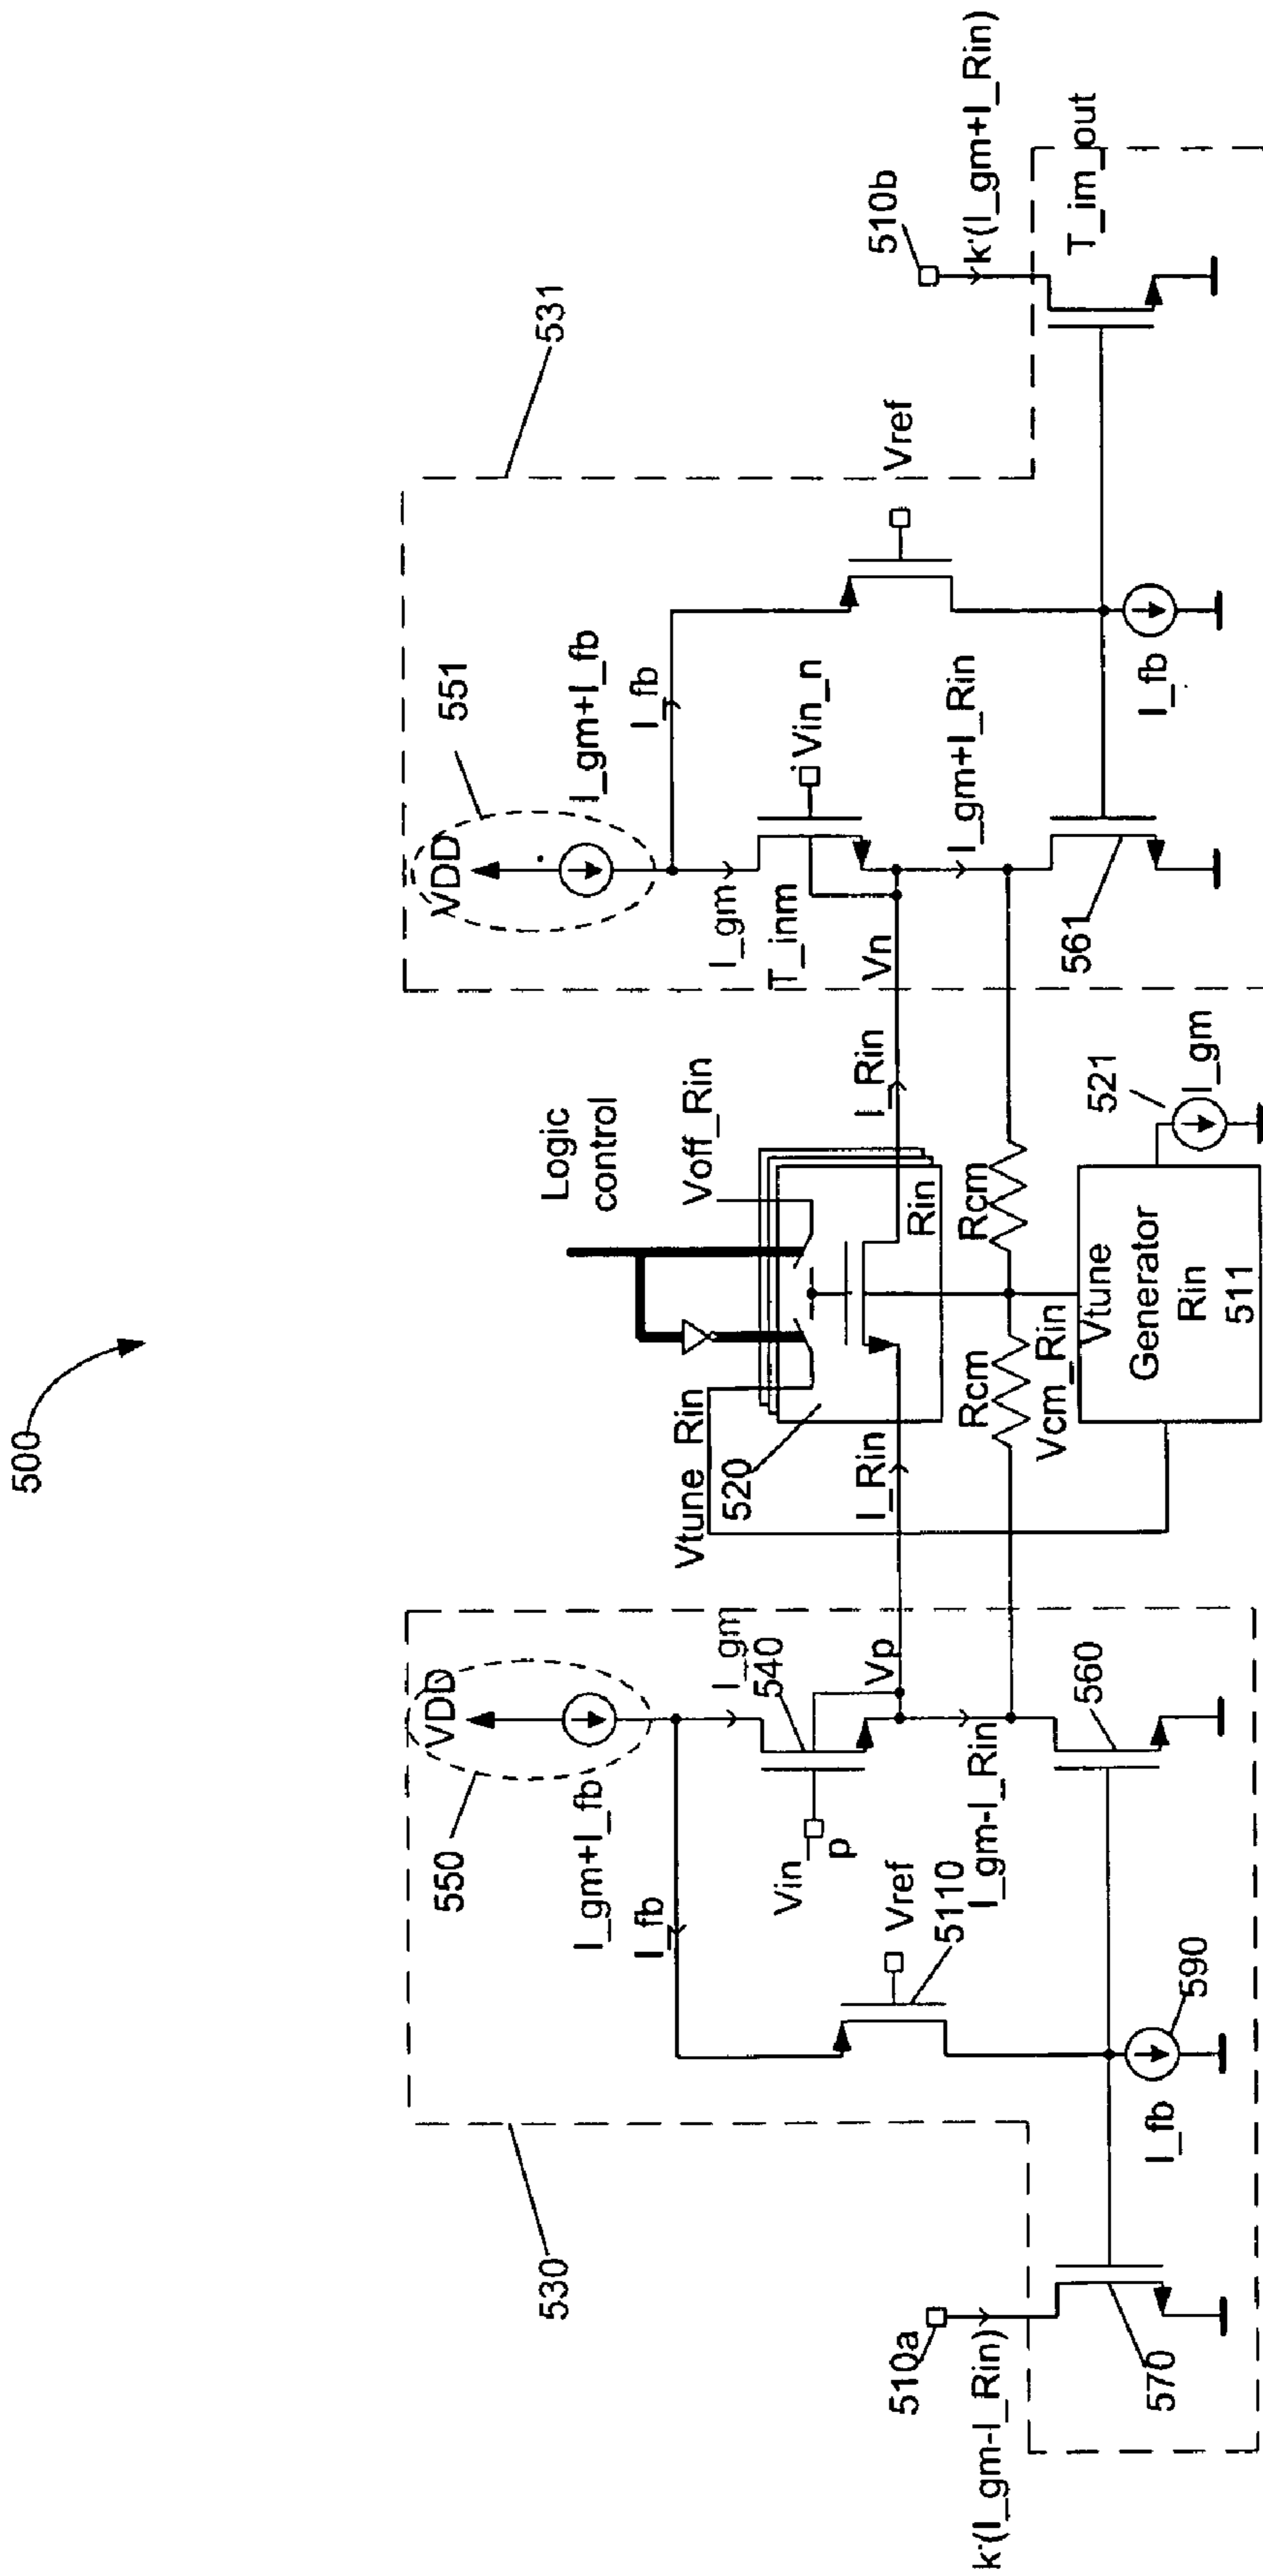 500
530
550
VDD
I_gm+I_fb
I_fb
I_gm
540
Vin
p
Vref
5110
Vp
I_gm-I_Rin
560
590
I_fb
510a
k·(I_gm-I_Rin)
570
Logic
control
Vtune_Rin
Voff_Rin
520
Rin
I_Rin
I_Rin
Rcm
Rcm
Vcm_Rin
Vtune
Generator
Rin
511
521
I_gm
531
551
VDD
I_gm+I_fb
I_fb
I_gm
T_inm
Vin_n
Vref
Vn
I_gm+I_Rin
561
I_fb
510b
k·(I_gm+I_Rin)
T_im_out